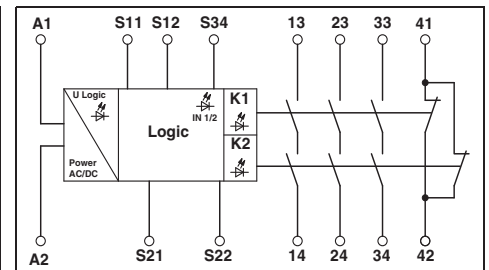 A1 S11 S12 S34 13 23 33 41
U Logic
IN 1/2
K1
Logic
K2
Power
AC/DC
A2 S21 S22 14 24 34 42